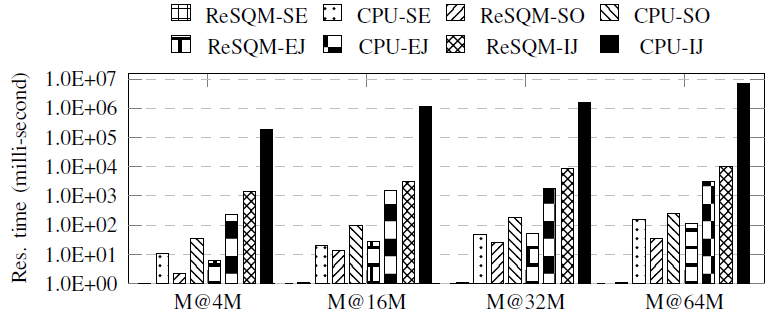 ReSQM-SE CPU-SE ReSQM-SO CPU-SO
ReSQM-EJ CPU-EJ ReSQM-IJ CPU-IJ
Res. time (milli-second)
1.0E+07
1.0E+06
1.0E+05
1.0E+04
1.0E+03
1.0E+02
1.0E+01
1.0E+00
M@4M M@16M M@32M M@64M